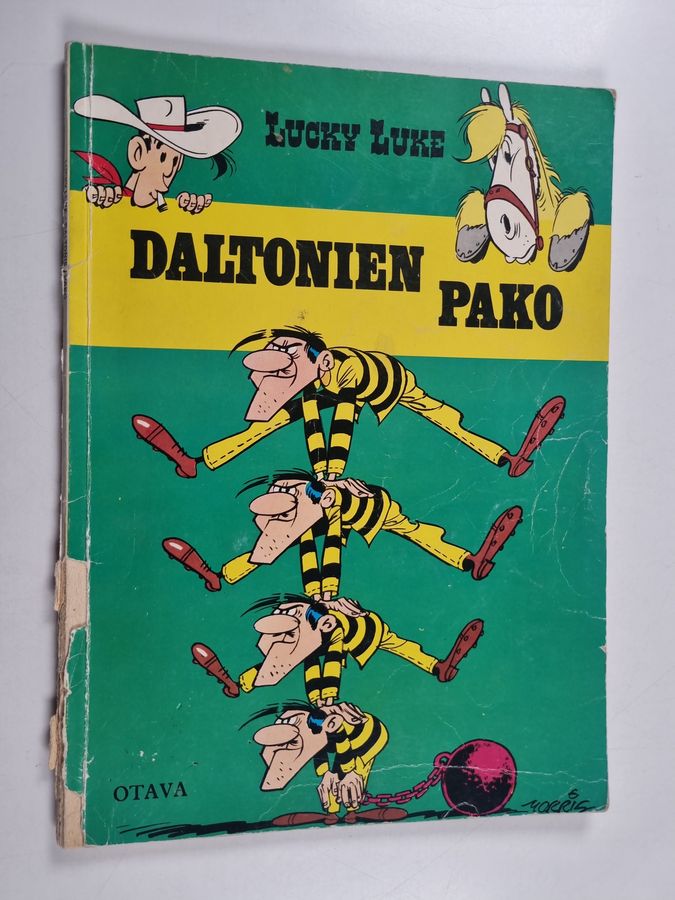 LUCKY LUKE
DALTONIEN
PAKO
OTAVA
MORRIS